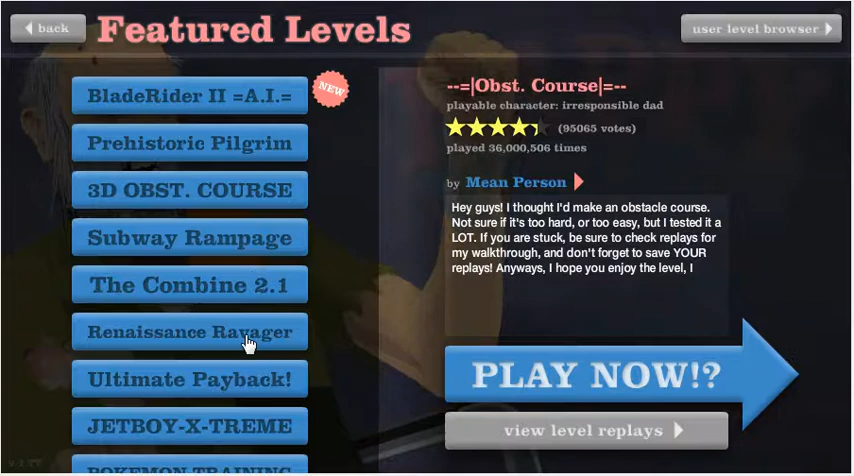 back
Featured Levels
user level browser
BladeRider II =A.I.=
NEW
Prehistoric Pilgrim
3D OBST. COURSE
Subway Rampage
The Combine 2.1
Renaissance Ravager
Ultimate Payback!
JETBOY-X-TREME
POKEMON TRAINING
--=|Obst. Course|=--
playable character: irresponsible dad
(95065 votes)
played 36,000,506 times
by Mean Person
Hey guys! I thought I'd make an obstacle course.
Not sure if it's too hard, or too easy, but I tested it a
LOT. If you are stuck, be sure to check replays for
my walkthrough, and don't forget to save YOUR
replays! Anyways, I hope you enjoy the level, I
PLAY NOW!?
view level replays